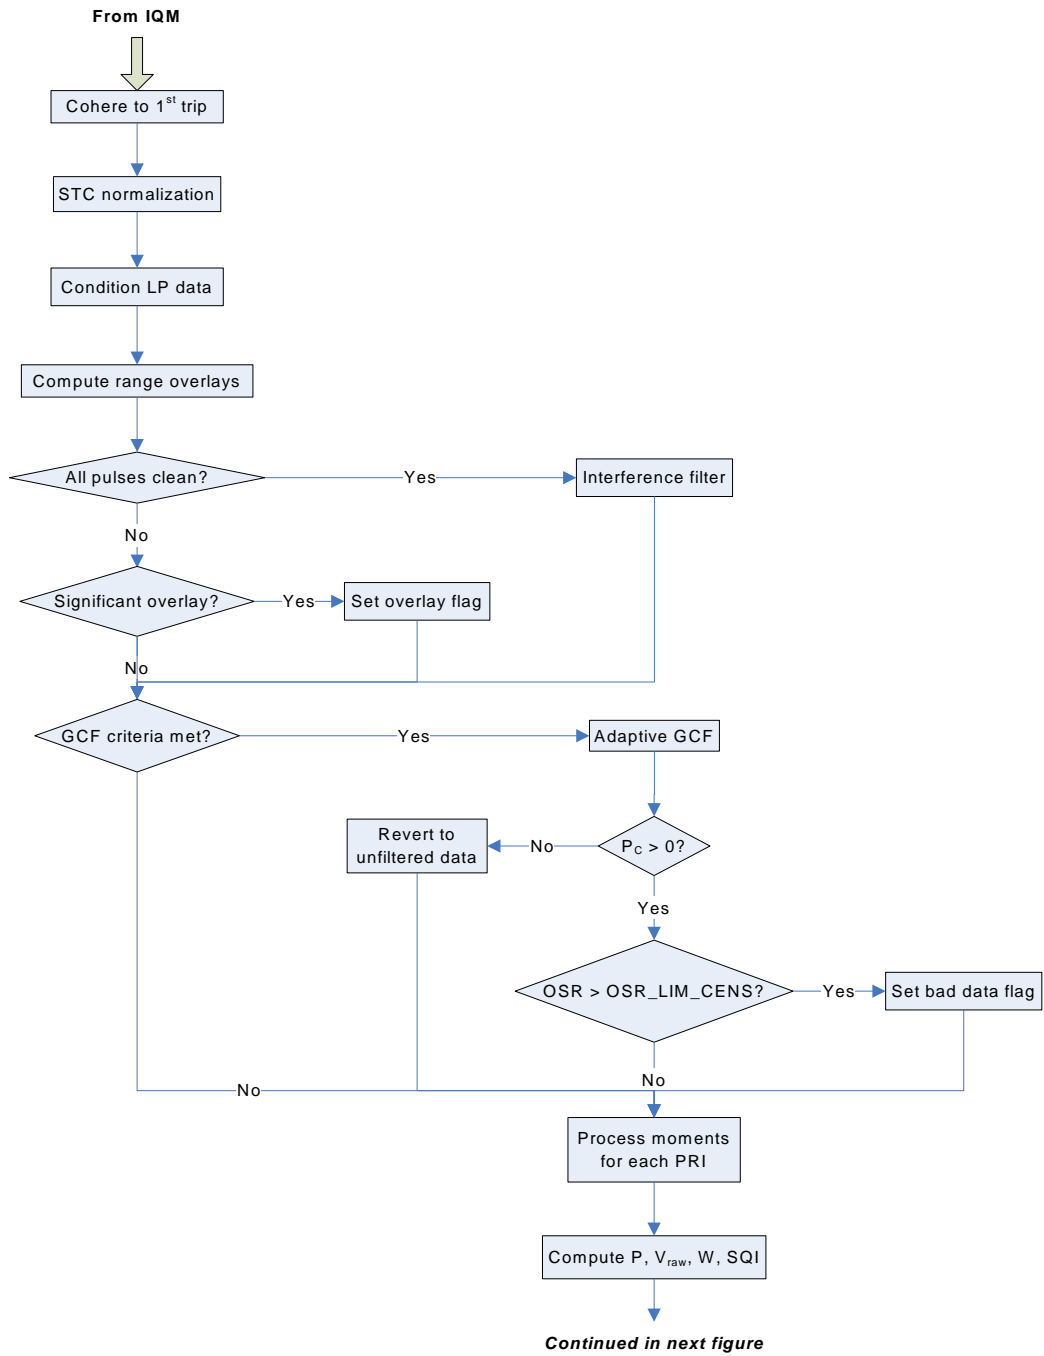 From IQM
Cohere to 1st trip
STC normalization
Condition LP data
Compute range overlays
All pulses clean?
Yes
Interference filter
No
Significant overlay?
Yes
Set overlay flag
No
GCF criteria met?
Yes
Adaptive GCF
Revert to
unfiltered data
No
PC > 0?
Yes
OSR > OSR_LIM_CENS?
Yes
Set bad data flag
No
No
Process moments
for each PRI
Compute P, Vraw, W, SQI
Continued in next figure